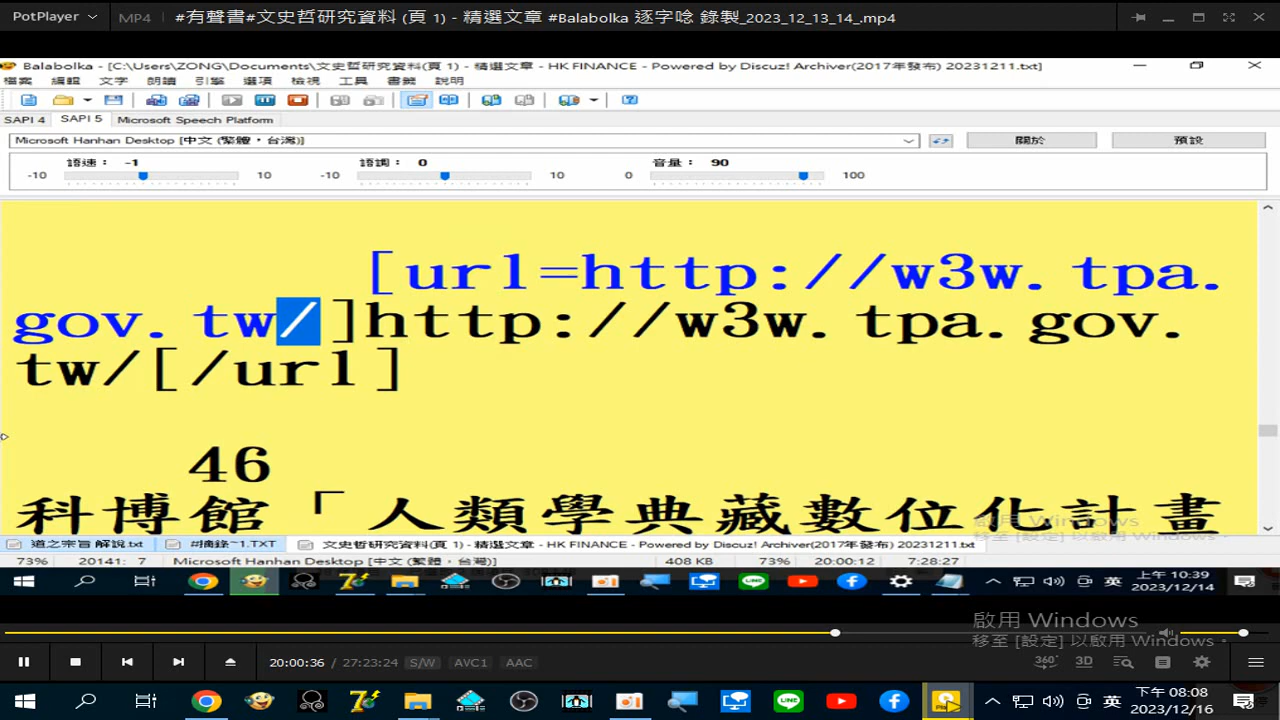 PotPlayer
MP4
#有聲書#文史哲研究資料 (頁 1) - 精選文章 #Balabolka 逐字唸 錄製_2023_12_13_14_.mp4
Balabolka - [C:\Users\ZONG\Documents\文史哲研究資料(頁 1) - 精選文章 - HK FINANCE - Powered by Discuz! Archiver(2017年發布) 20231211.txt]
檔案 編輯 文字 朗讀 引擎 選項 檢視 工具 書籤 說明
SAPI 4 SAPI 5 Microsoft Speech Platform
Microsoft Hanhan Desktop [中文 (繁體，台灣)]
關於 預設
語速： -1 語調： 0 音量： 90
-10 10 -10 10 0 100
[url=http://w3w.tpa.
gov.tw/]http://w3w.tpa.gov.
tw/[/url]
46
科博館「人類學典藏數位化計畫
啟用 Windows
移至 [設定] 以啟用 Windows。
道之宗旨 解說.txt #摘錄~1.TXT 文史哲研究資料(頁 1) - 精選文章 - HK FINANCE - Powered by Discuz! Archiver(2017年發布) 20231211.txt
73% 20141: 7 Microsoft Hanhan Desktop [中文 (繁體，台灣)] 408 KB 73% 20:00:12 7:28:27
英 上午 10:39
2023/12/14
啟用 Windows
移至 [設定] 以啟用 Windows。
20:00:36 / 27:23:24 S/W AVC1 AAC
360° 3D
英 下午 08:08
2023/12/16